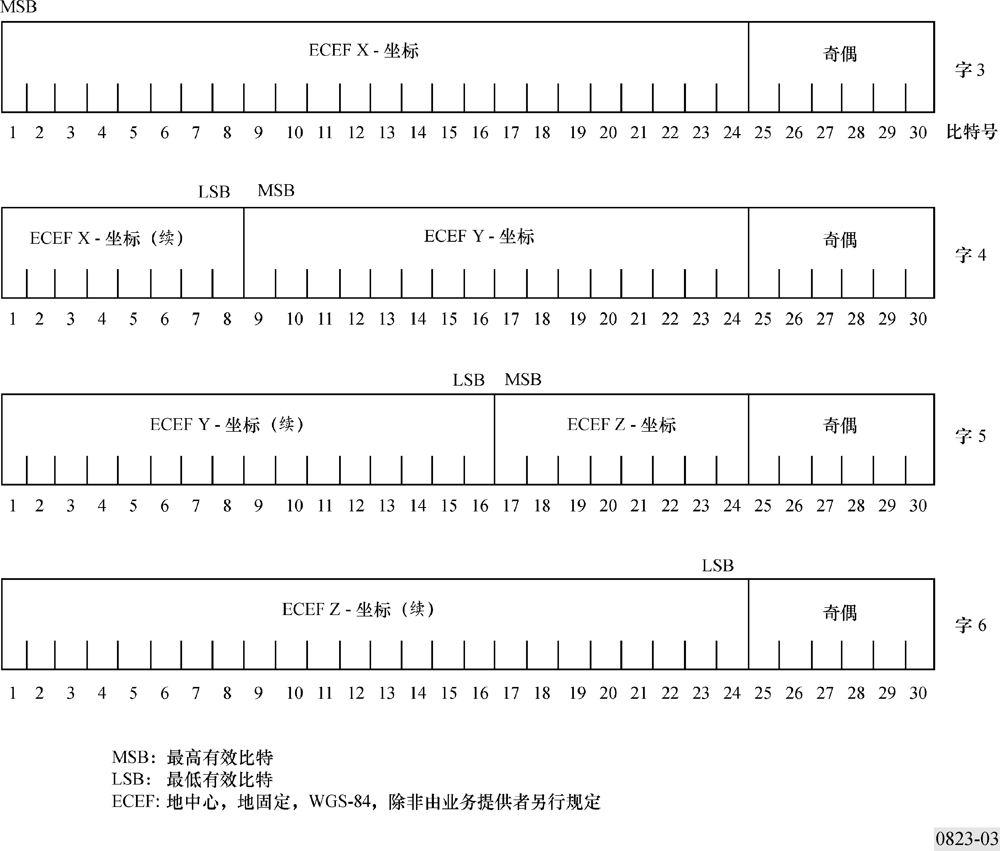 MSB
ECEF X - 坐标 奇偶 字 3
1 2 3 4 5 6 7 8 9 10 11 12 13 14 15 16 17 18 19 20 21 22 23 24 25 26 27 28 29 30 比特号
LSB MSB
ECEF X - 坐标（续） ECEF Y - 坐标 奇偶 字 4
1 2 3 4 5 6 7 8 9 10 11 12 13 14 15 16 17 18 19 20 21 22 23 24 25 26 27 28 29 30
LSB MSB
ECEF Y - 坐标（续） ECEF Z - 坐标 奇偶 字 5
1 2 3 4 5 6 7 8 9 10 11 12 13 14 15 16 17 18 19 20 21 22 23 24 25 26 27 28 29 30
LSB
ECEF Z - 坐标（续） 奇偶 字 6
1 2 3 4 5 6 7 8 9 10 11 12 13 14 15 16 17 18 19 20 21 22 23 24 25 26 27 28 29 30
MSB：最高有效比特
LSB：最低有效比特
ECEF：地中心，地固定，WGS-84，除非由业务提供者另行规定
0823-03